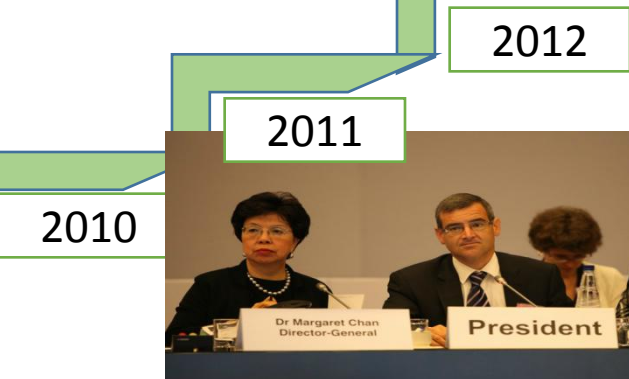 2012
2011
2010
Dr Margaret Chan
Director-General
President